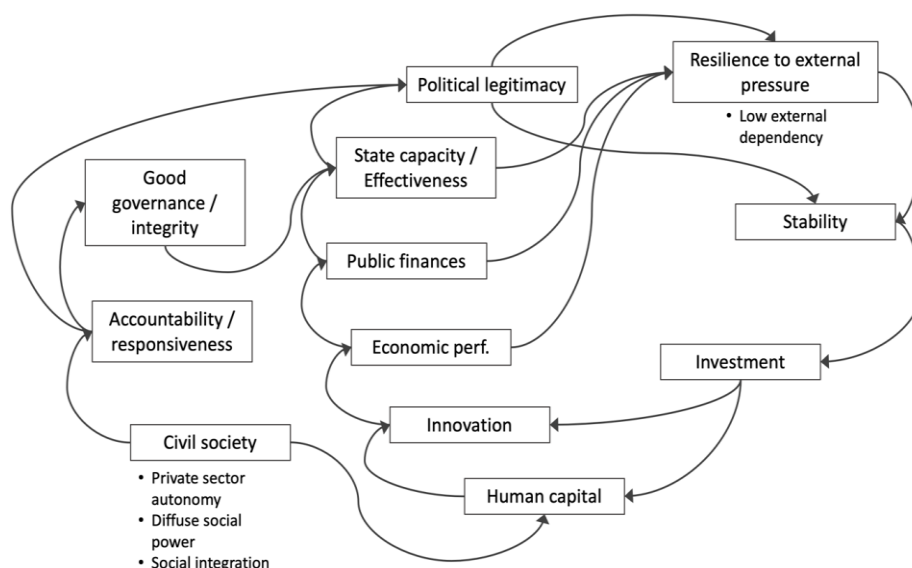 Political legitimacy
Resilience to external
pressure
• Low external
dependency
State capacity /
Effectiveness
Good
governance /
integrity
Stability
Public finances
Accountability /
responsiveness
Economic perf.
Investment
Innovation
Civil society
• Private sector
autonomy
• Diffuse social
power
• Social integration
Human capital